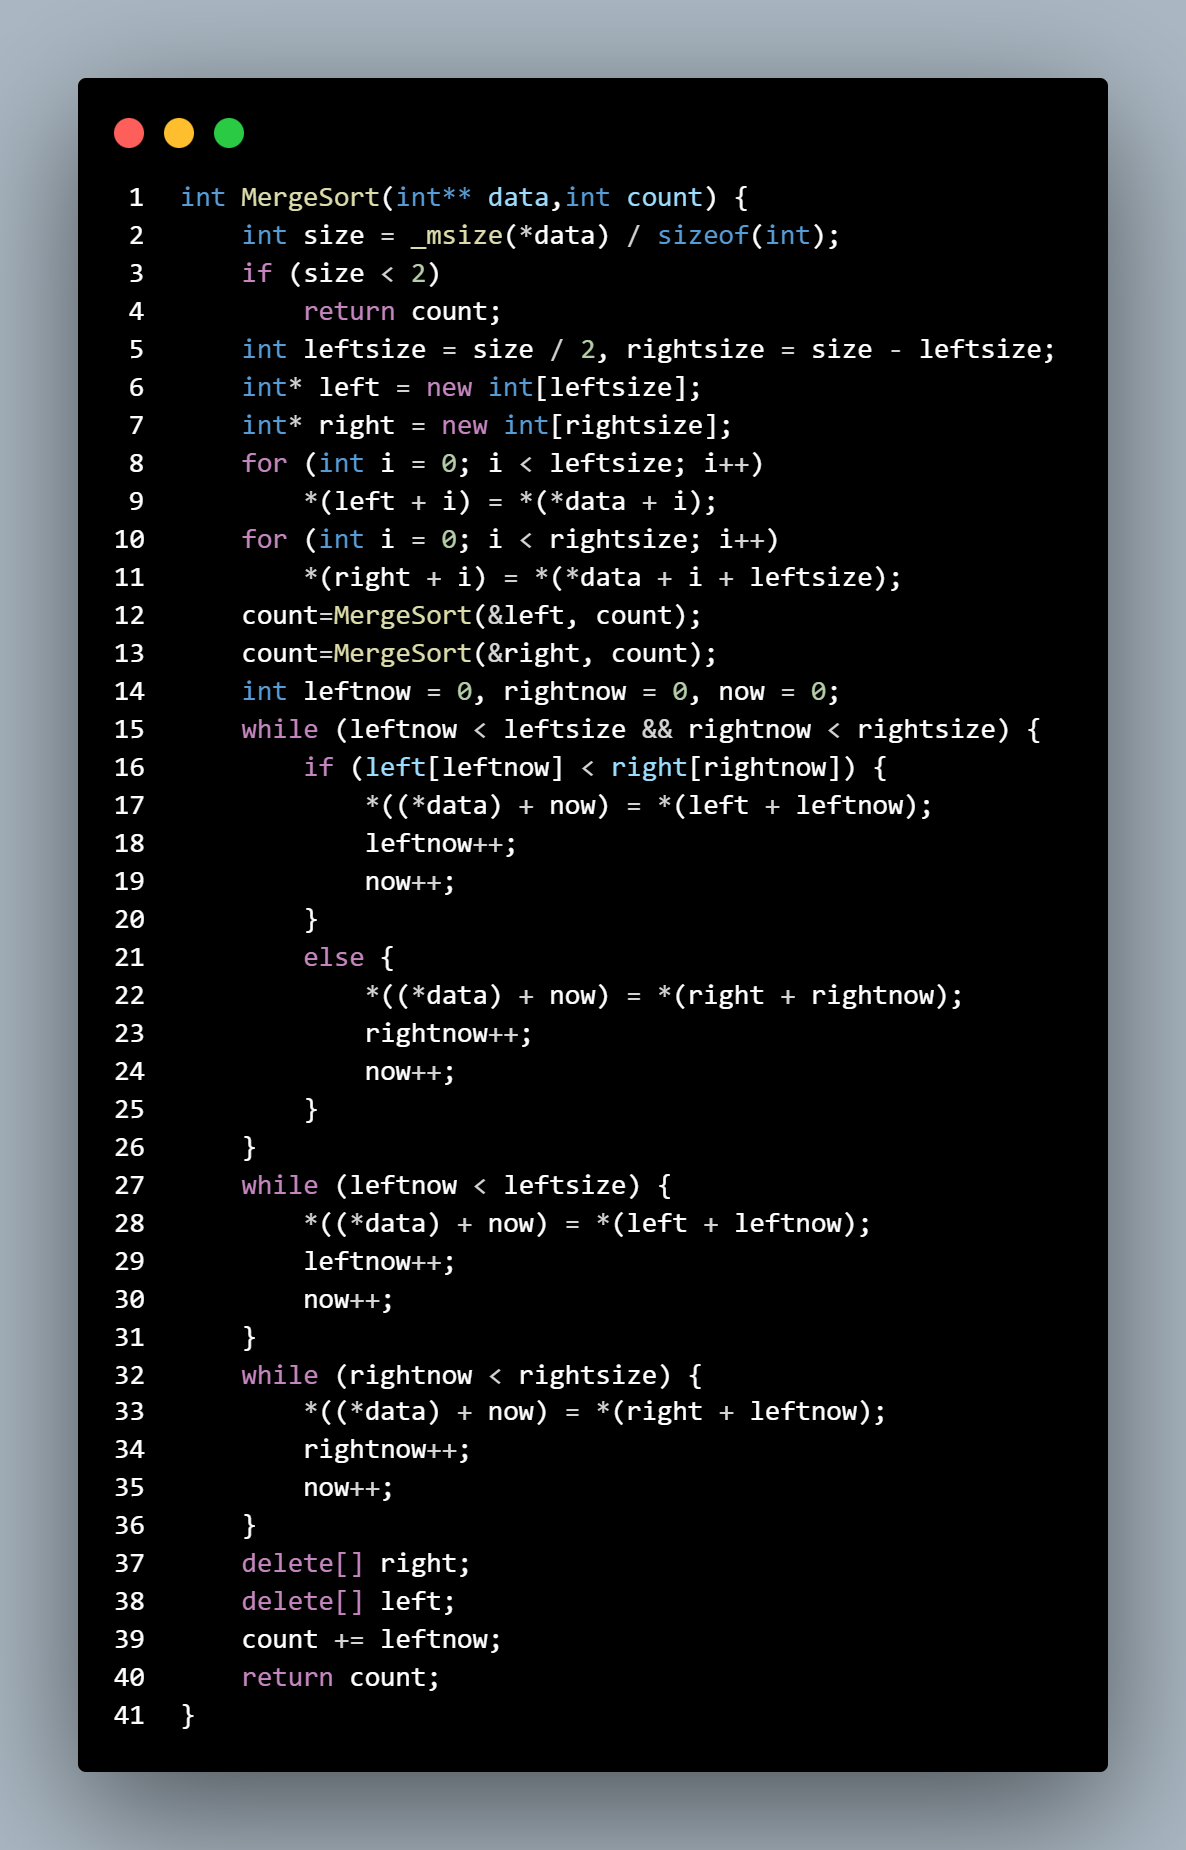 1 int MergeSort(int** data,int count) {
2     int size = _msize(*data) / sizeof(int);
3     if (size < 2)
4         return count;
5     int leftsize = size / 2, rightsize = size - leftsize;
6     int* left = new int[leftsize];
7     int* right = new int[rightsize];
8     for (int i = 0; i < leftsize; i++)
9         *(left + i) = *(*data + i);
10     for (int i = 0; i < rightsize; i++)
11         *(right + i) = *(*data + i + leftsize);
12     count=MergeSort(&left, count);
13     count=MergeSort(&right, count);
14     int leftnow = 0, rightnow = 0, now = 0;
15     while (leftnow < leftsize && rightnow < rightsize) {
16         if (left[leftnow] < right[rightnow]) {
17             *((*data) + now) = *(left + leftnow);
18             leftnow++;
19             now++;
20         }
21         else {
22             *((*data) + now) = *(right + rightnow);
23             rightnow++;
24             now++;
25         }
26     }
27     while (leftnow < leftsize) {
28         *((*data) + now) = *(left + leftnow);
29         leftnow++;
30         now++;
31     }
32     while (rightnow < rightsize) {
33         *((*data) + now) = *(right + leftnow);
34         rightnow++;
35         now++;
36     }
37     delete[] right;
38     delete[] left;
39     count += leftnow;
40     return count;
41 }